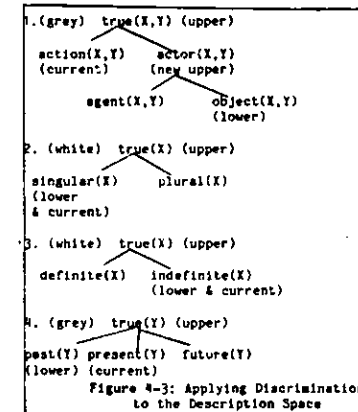 1.(grey) true(X,Y) (upper)
action(X,Y) actor(X,Y)
(current) (new upper)
agent(X,Y) object(X,Y)
(lower)
2. (white) true(X) (upper)
singular(X) plural(X)
(lower
& current)
3. (white) true(X) (upper)
definite(X) indefinite(X)
(lower & current)
4. (grey) true(Y) (upper)
past(Y) present(Y) future(Y)
(lower) (current)
Figure 4-3: Applying Discrimination
to the Description Space